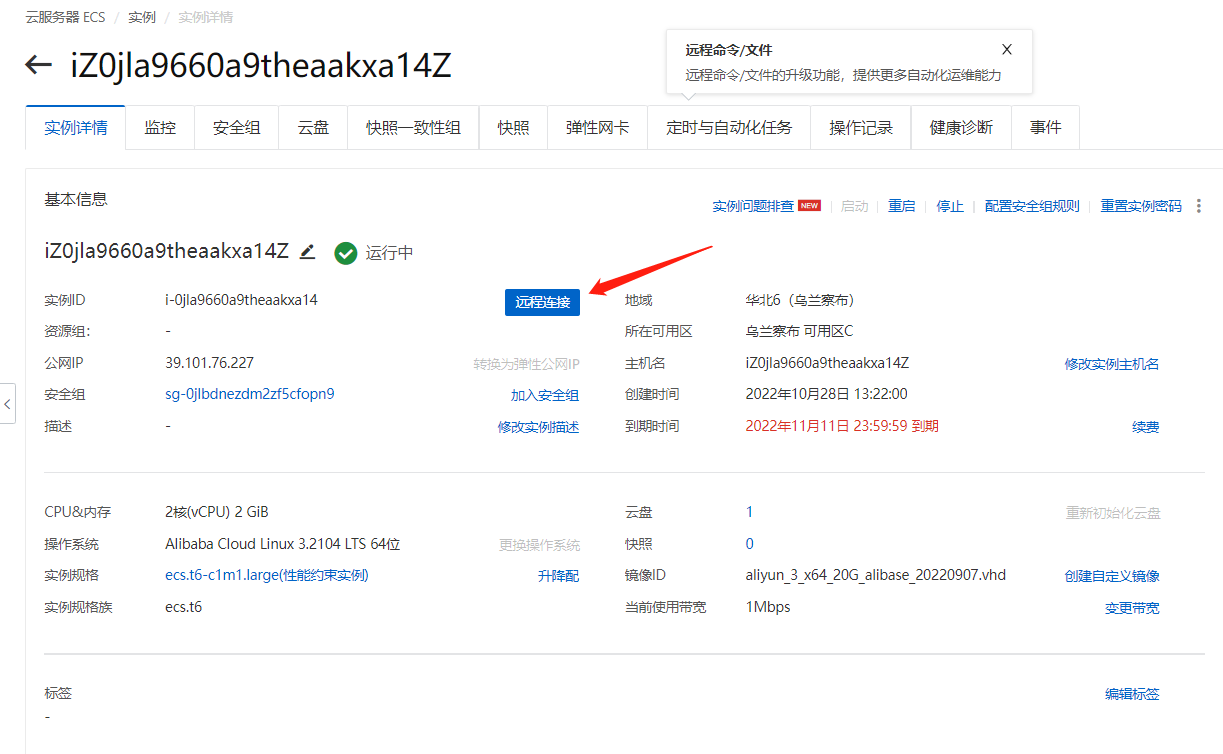 云服务器 ECS / 实例 / 实例详情
iZ0jla9660a9theaakxa14Z
远程命令/文件
远程命令/文件的升级功能，提供更多自动化运维能力
实例详情 监控 安全组 云盘 快照一致性组 快照 弹性网卡 定时与自动化任务 操作记录 健康诊断 事件
基本信息
实例问题排查 NEW 启动 重启 停止 配置安全组规则 重置实例密码
iZ0jla9660a9theaakxa14Z 运行中
实例ID i-0jla9660a9theaakxa14 远程连接 地域 华北6（乌兰察布）
资源组: - 所在可用区 乌兰察布 可用区C
公网IP 39.101.76.227 转换为弹性公网IP 主机名 iZ0jla9660a9theaakxa14Z 修改实例主机名
安全组 sg-0jlbdnezdm2zf5cfopn9 加入安全组 创建时间 2022年10月28日 13:22:00
描述 - 修改实例描述 到期时间 2022年11月11日 23:59:59 到期 续费
CPU&内存 2核(vCPU) 2 GiB 云盘 1 重新初始化云盘
操作系统 Alibaba Cloud Linux 3.2104 LTS 64位 更换操作系统 快照 0
实例规格 ecs.t6-c1m1.large(性能约束实例) 升降配 镜像ID aliyun_3_x64_20G_alibase_20220907.vhd 创建自定义镜像
实例规格族 ecs.t6 当前使用带宽 1Mbps 变更带宽
标签 编辑标签
-